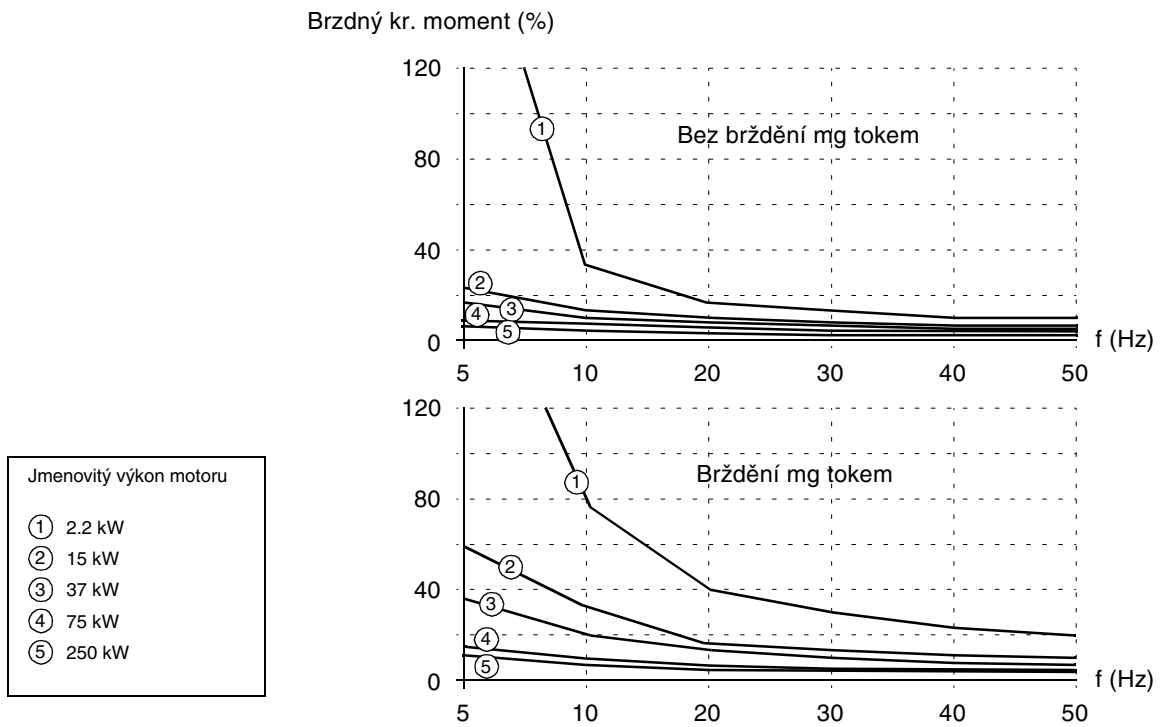 Brzdný kr. moment (%)
120
80
40
0
1
2
3
4
5
Bez brždění mg tokem
f (Hz)
5 10 20 30 40 50
120
80
40
0
1
2
3
4
5
Brždění mg tokem
f (Hz)
5 10 20 30 40 50
Jmenovitý výkon motoru
1 2.2 kW
2 15 kW
3 37 kW
4 75 kW
5 250 kW